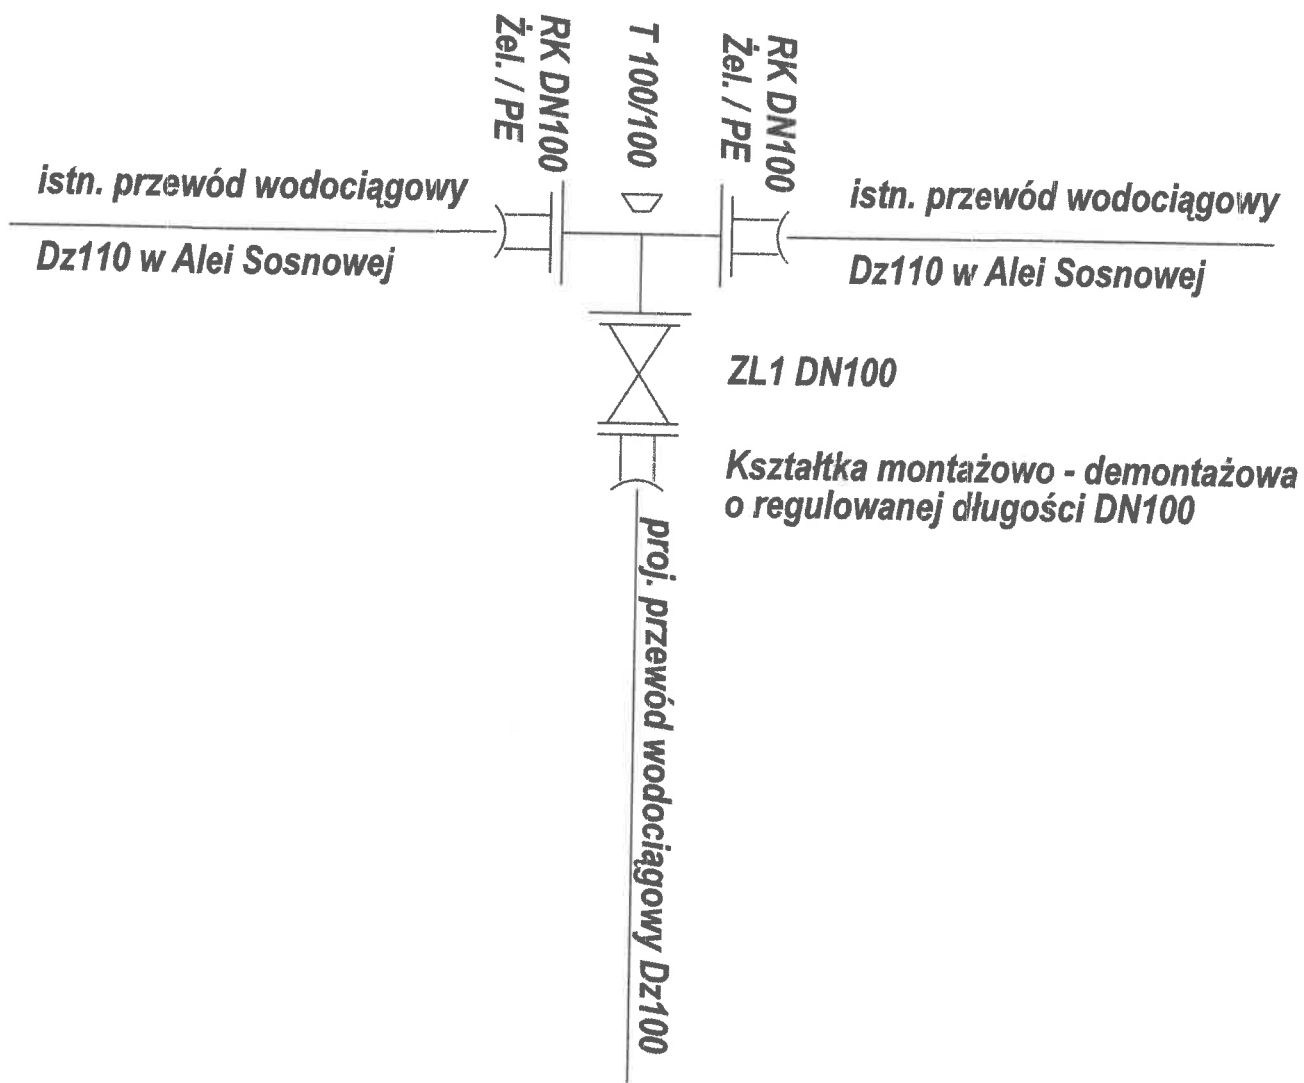 RK DN100
Żel. / PE
T 100/100
RK DN100
Żel. / PE
istn. przewód wodociągowy
Dz110 w Alei Sosnowej
istn. przewód wodociągowy
Dz110 w Alei Sosnowej
ZL1 DN100
Kształtka montażowo - demontażowa
o regulowanej długości DN100
proj. przewód wodociągowy Dz100